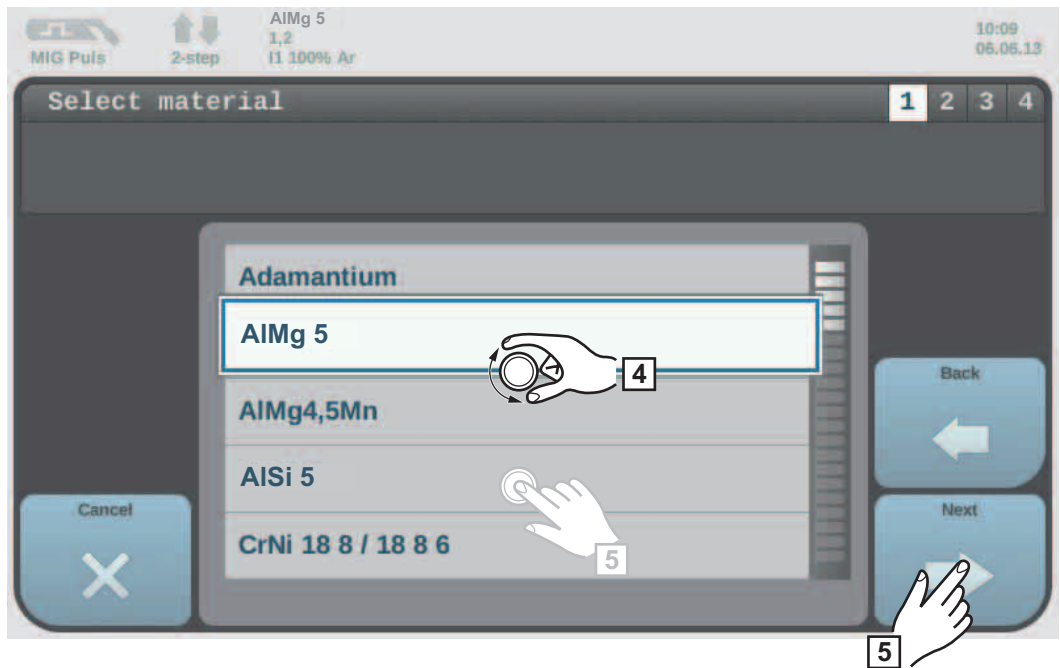 MIG Puls
2-step
AlMg 5
1,2
I1 100% Ar
10:09
06.06.13
Select material
1 2 3 4
Adamantium
AlMg 5
4
AlMg4,5Mn
AlSi 5
5
CrNi 18 8 / 18 8 6
Back
Cancel
Next
5